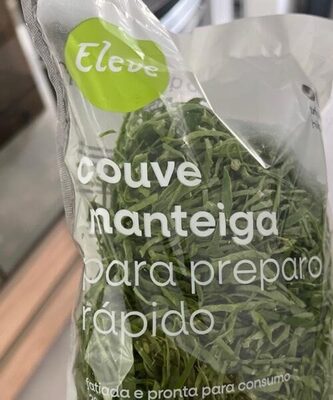 Eleve
couve
manteiga
para preparo
rápido
fatiada e pronta para consumo